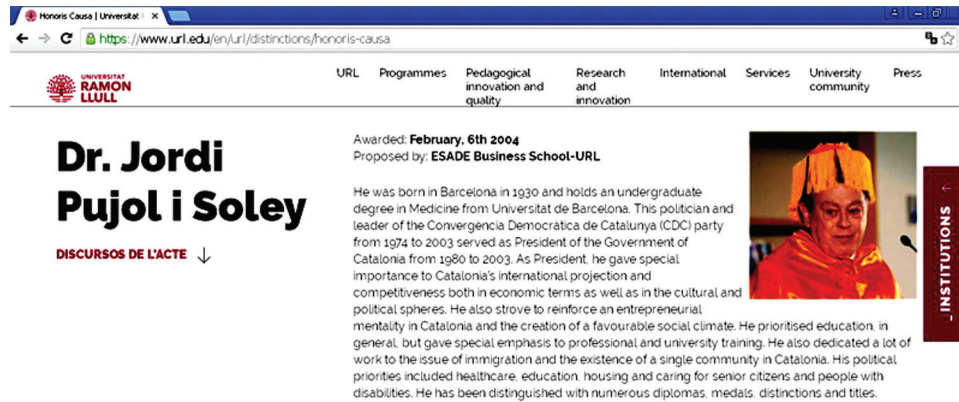 Honoris Causa | Universitat
https://www.url.edu/en/url/distinctions/honoris-causa
UNIVERSITAT
RAMON
LLULL
URL
Programmes
Pedagogical
innovation and
quality
Research
and
innovation
International
Services
University
community
Press
Dr. Jordi
Pujol i Soley
DISCURSOS DE L'ACTE
Awarded: February, 6th 2004
Proposed by: ESADE Business School-URL
He was born in Barcelona in 1930 and holds an undergraduate
degree in Medicine from Universitat de Barcelona. This politician and
leader of the Convergencia Democràtica de Catalunya (CDC) party
from 1974 to 2003 served as President of the Government of
Catalonia from 1980 to 2003. As President, he gave special
importance to Catalonia's international projection and
competitiveness both in economic terms as well as in the cultural and
political spheres. He also strove to reinforce an entrepreneurial
mentality in Catalonia and the creation of a favourable social climate. He prioritised education, in
general, but gave special emphasis to professional and university training. He also dedicated a lot of
work to the issue of immigration and the existence of a single community in Catalonia. His political
priorities included healthcare, education, housing and caring for senior citizens and people with
disabilities. He has been distinguished with numerous diplomas, medals, distinctions and titles.
_INSTITUTIONS